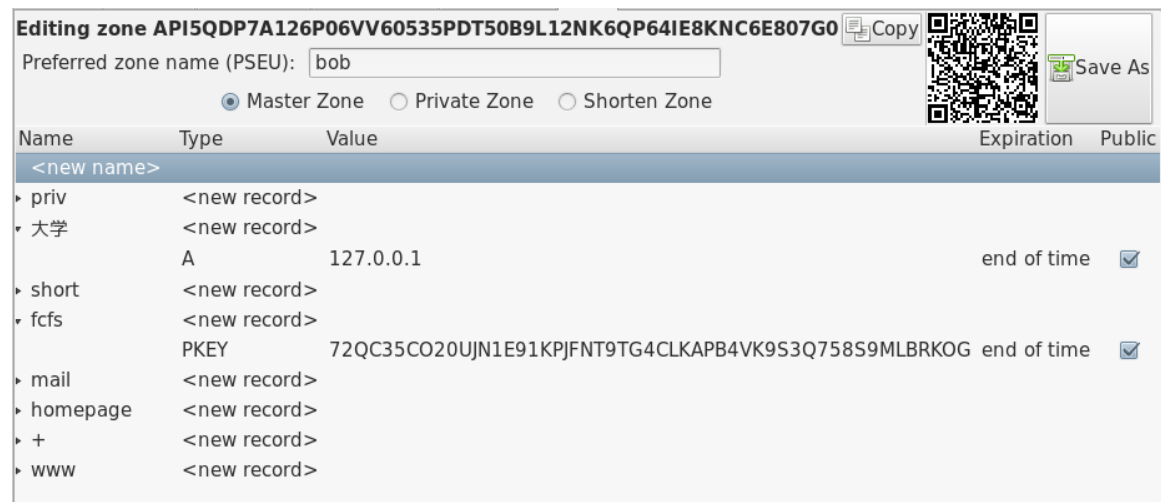 Editing zone API5QDP7A126P06VV60535PDT50B9L12NK6QP64IE8KNC6E807G0 Copy
Preferred zone name (PSEU): bob
Save As
Master Zone Private Zone Shorten Zone
Name Type Value Expiration Public
<new name>
priv <new record>
大学 <new record>
A 127.0.0.1 end of time
short <new record>
fcfs <new record>
PKEY 72QC35CO20UJN1E91KPJFNT9TG4CLKAPB4VK9S3Q758S9MLBRKOG end of time
mail <new record>
homepage <new record>
+ <new record>
www <new record>